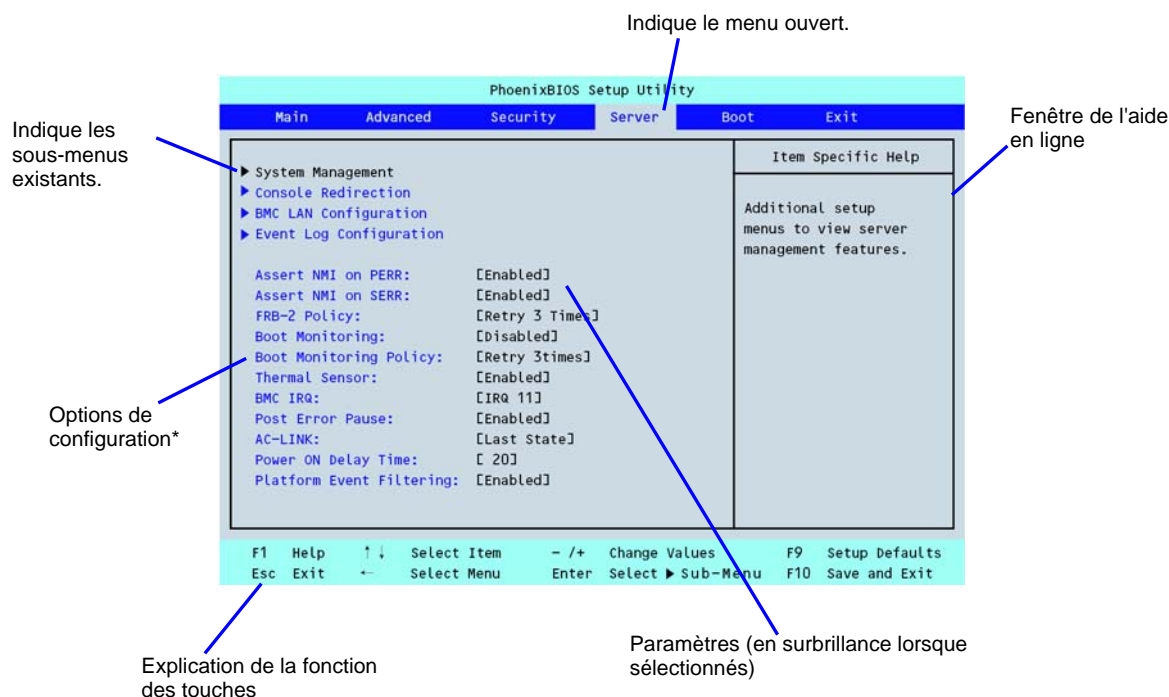 Indique le menu ouvert.
PhoenixBIOS Setup Utility
Main Advanced Security Server Boot Exit
Indique les
sous-menus
existants.
Fenêtre de l'aide
en ligne
Item Specific Help
▶ System Management
▶ Console Redirection
▶ BMC LAN Configuration
▶ Event Log Configuration
Additional setup
menus to view server
management features.
Assert NMI on PERR: [Enabled]
Assert NMI on SERR: [Enabled]
FRB-2 Policy: [Retry 3 Times]
Boot Monitoring: [Disabled]
Boot Monitoring Policy: [Retry 3times]
Thermal Sensor: [Enabled]
BMC IRQ: [IRQ 11]
Post Error Pause: [Enabled]
AC-LINK: [Last State]
Power ON Delay Time: [ 20]
Platform Event Filtering: [Enabled]
Options de
configuration*
F1 Help ↑↓ Select Item - /+ Change Values F9 Setup Defaults
Esc Exit ← Select Menu Enter Select ▶ Sub-Menu F10 Save and Exit
Paramètres (en surbrillance lorsque
sélectionnés)
Explication de la fonction
des touches